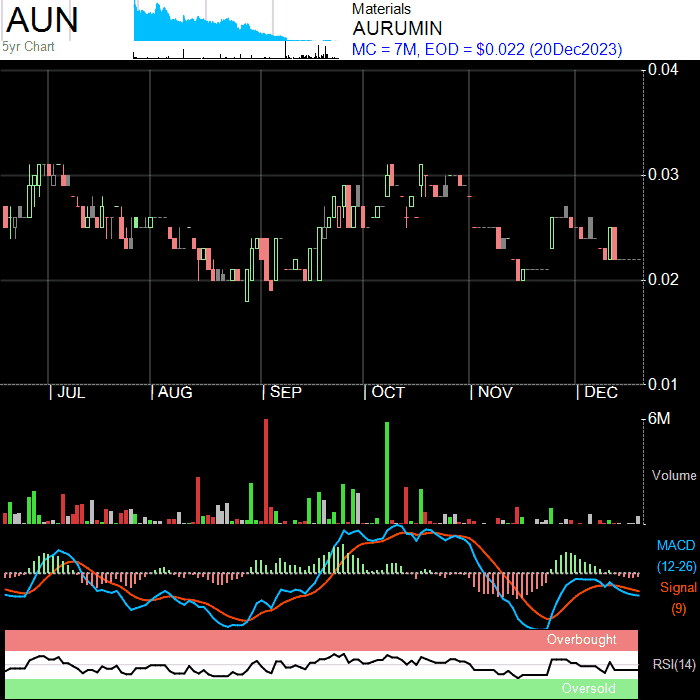 AUN
5yr Chart
Materials
AURUMIN
MC = 7M, EOD = $0.022 (20Dec2023)
0.04
0.03
0.02
0.01
| JUL | AUG | SEP | OCT | NOV | DEC
6M
Volume
MACD
(12-26)
Signal
(9)
Overbought
RSI(14)
Oversold